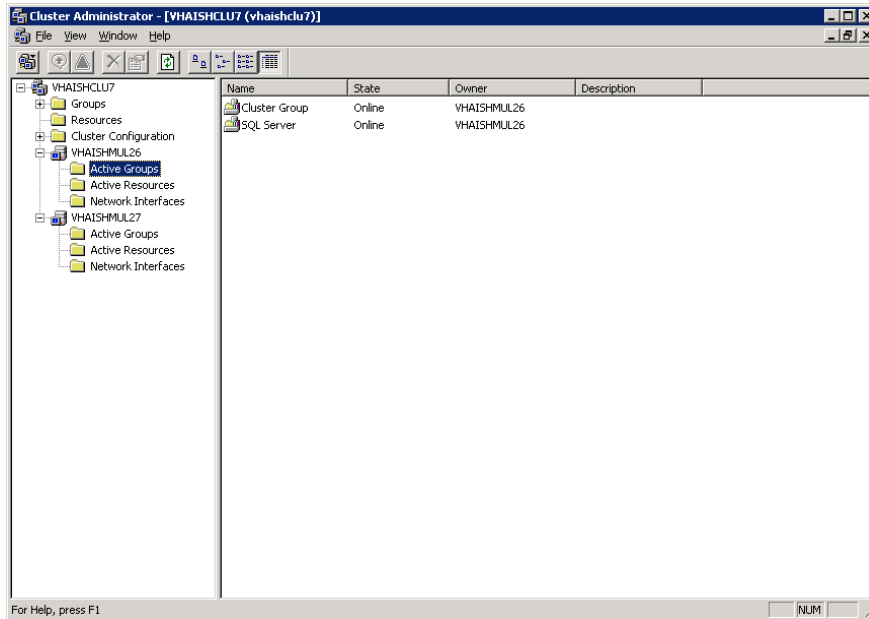 Cluster Administrator - [VHAISHCLU7 (vhaishclu7)]
File View Window Help
VHAISHCLU7
Groups
Resources
Cluster Configuration
VHAISHMUL26
Active Groups
Active Resources
Network Interfaces
VHAISHMUL27
Active Groups
Active Resources
Network Interfaces
Name State Owner Description
Cluster Group Online VHAISHMUL26
SQL Server Online VHAISHMUL26
For Help, press F1
NUM